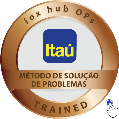 iox hub OPs
Itaú
MÉTODO DE SOLUÇÃO
DE PROBLEMAS
TRAINED